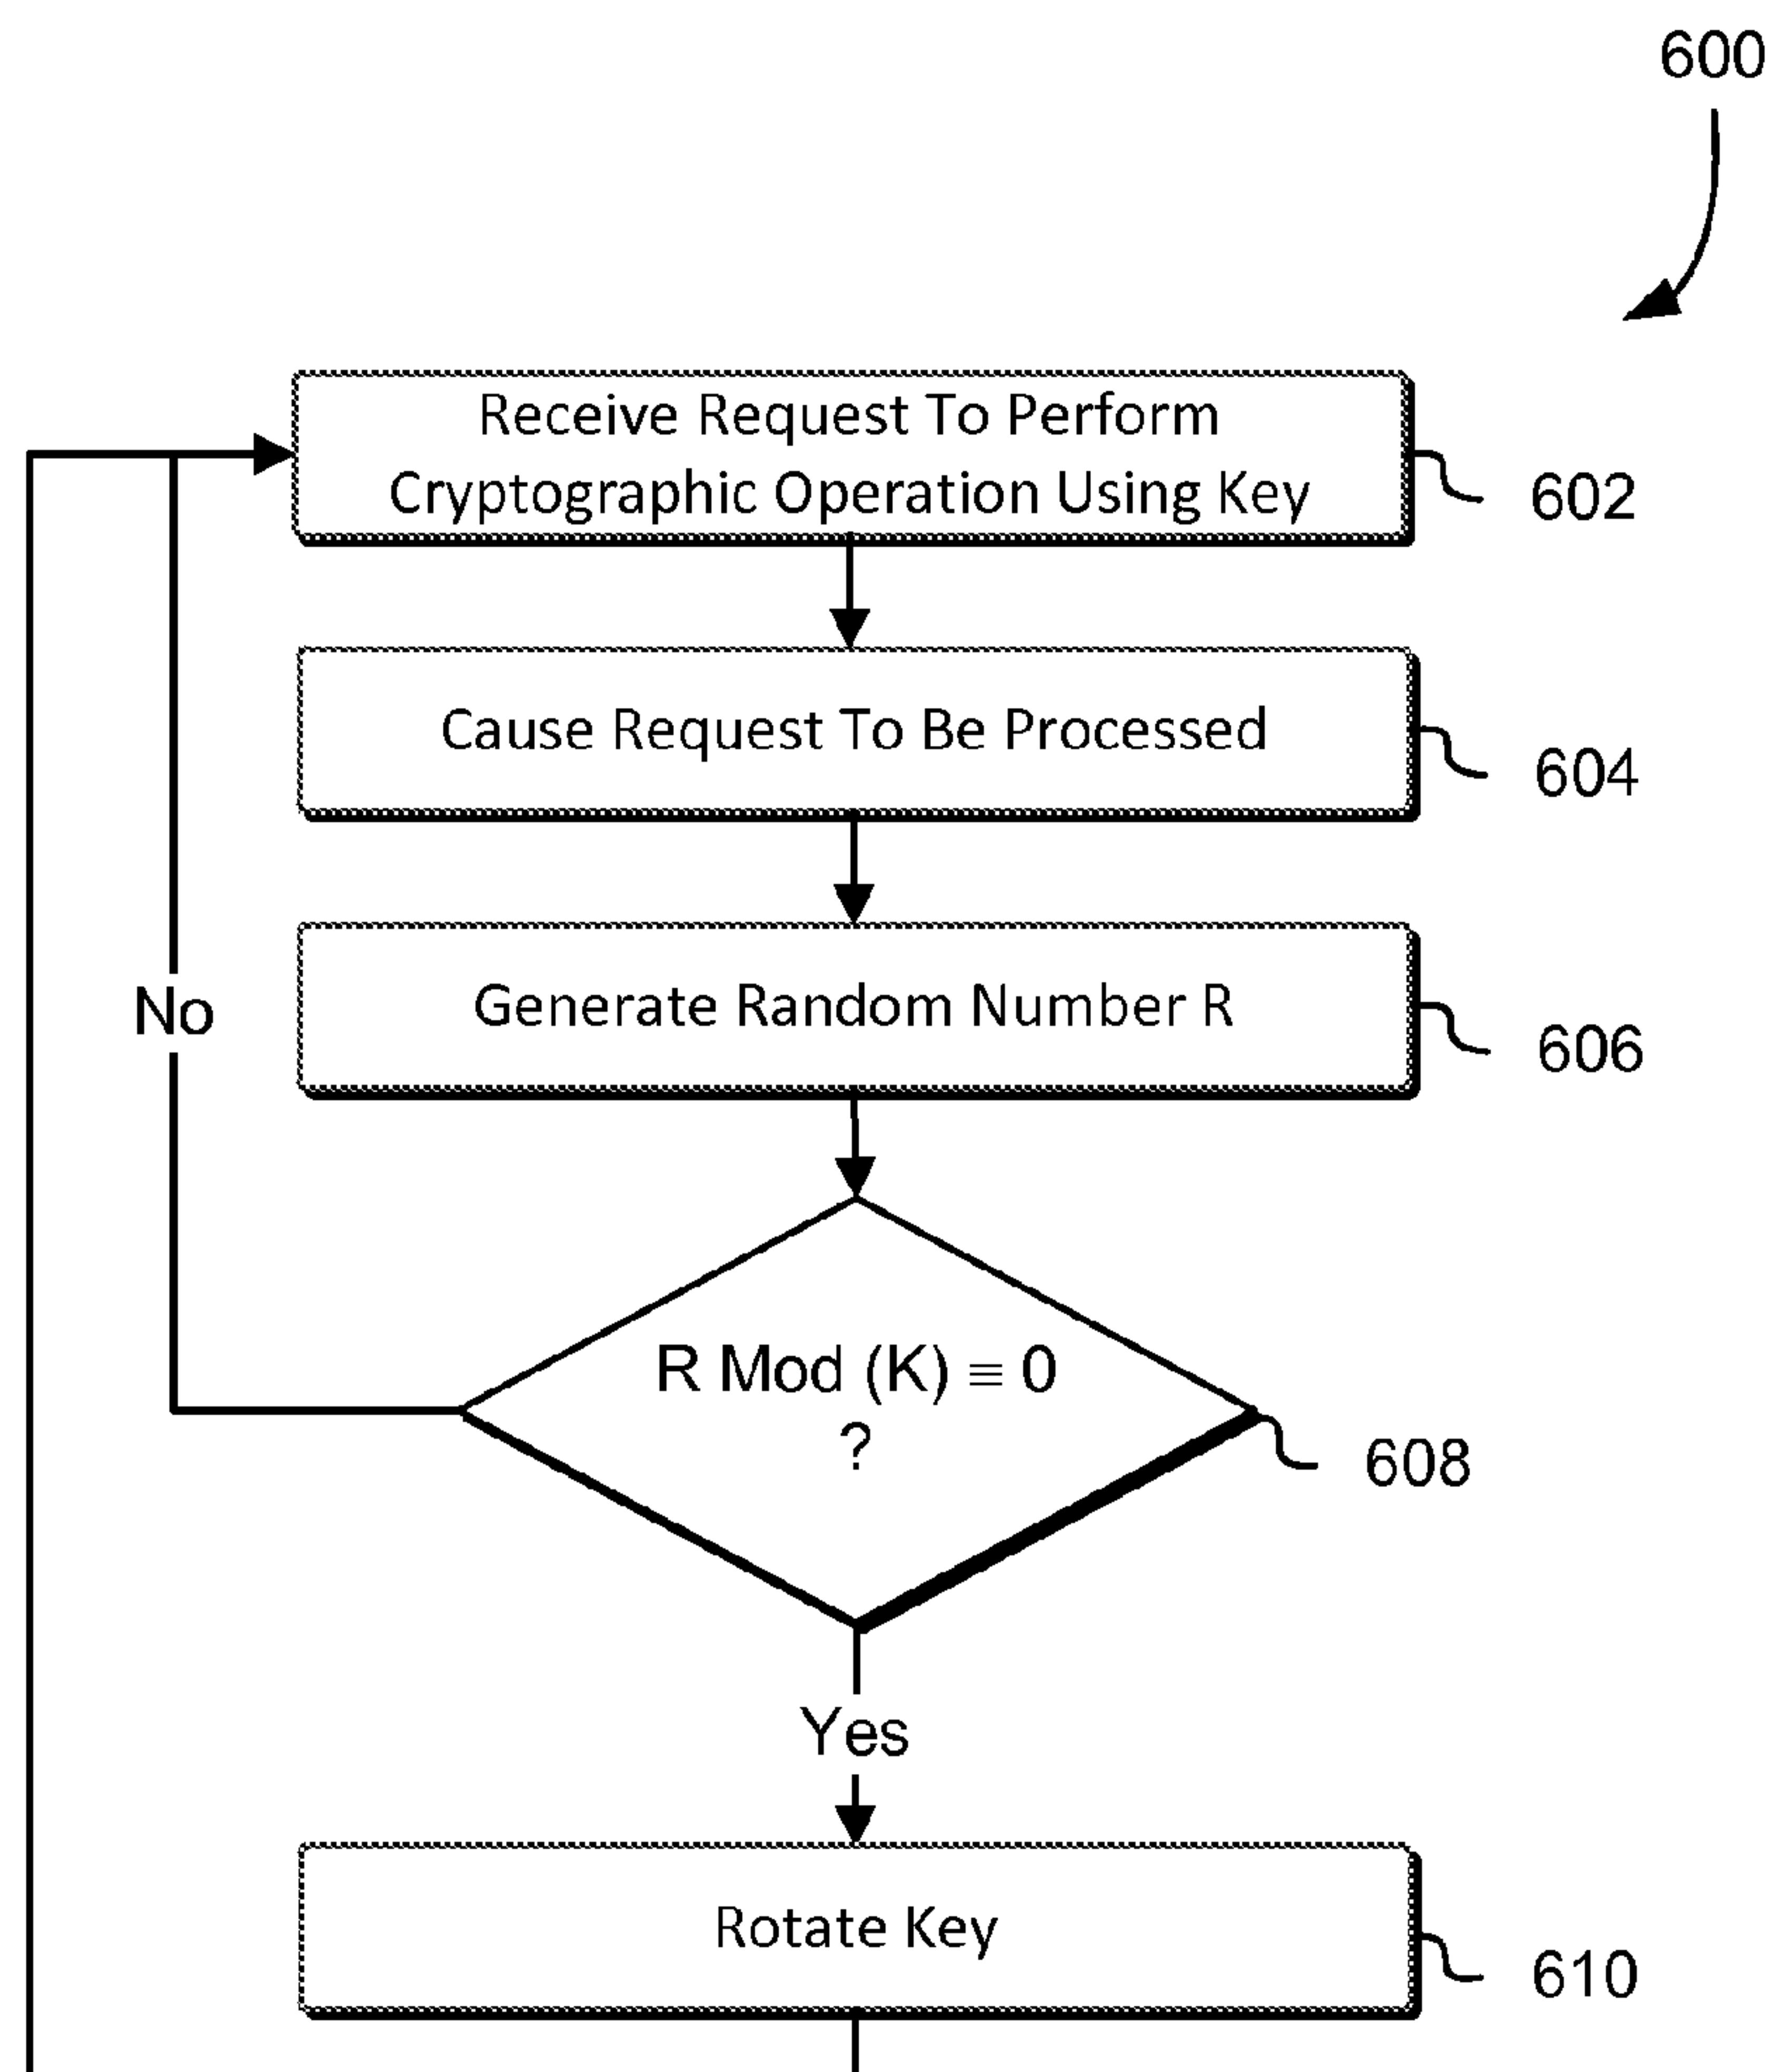 600
Receive Request To Perform
Cryptographic Operation Using Key
602
Cause Request To Be Processed
604
Generate Random Number R
606
No
R Mod (K) ≡ 0
?
608
Yes
Rotate Key
610